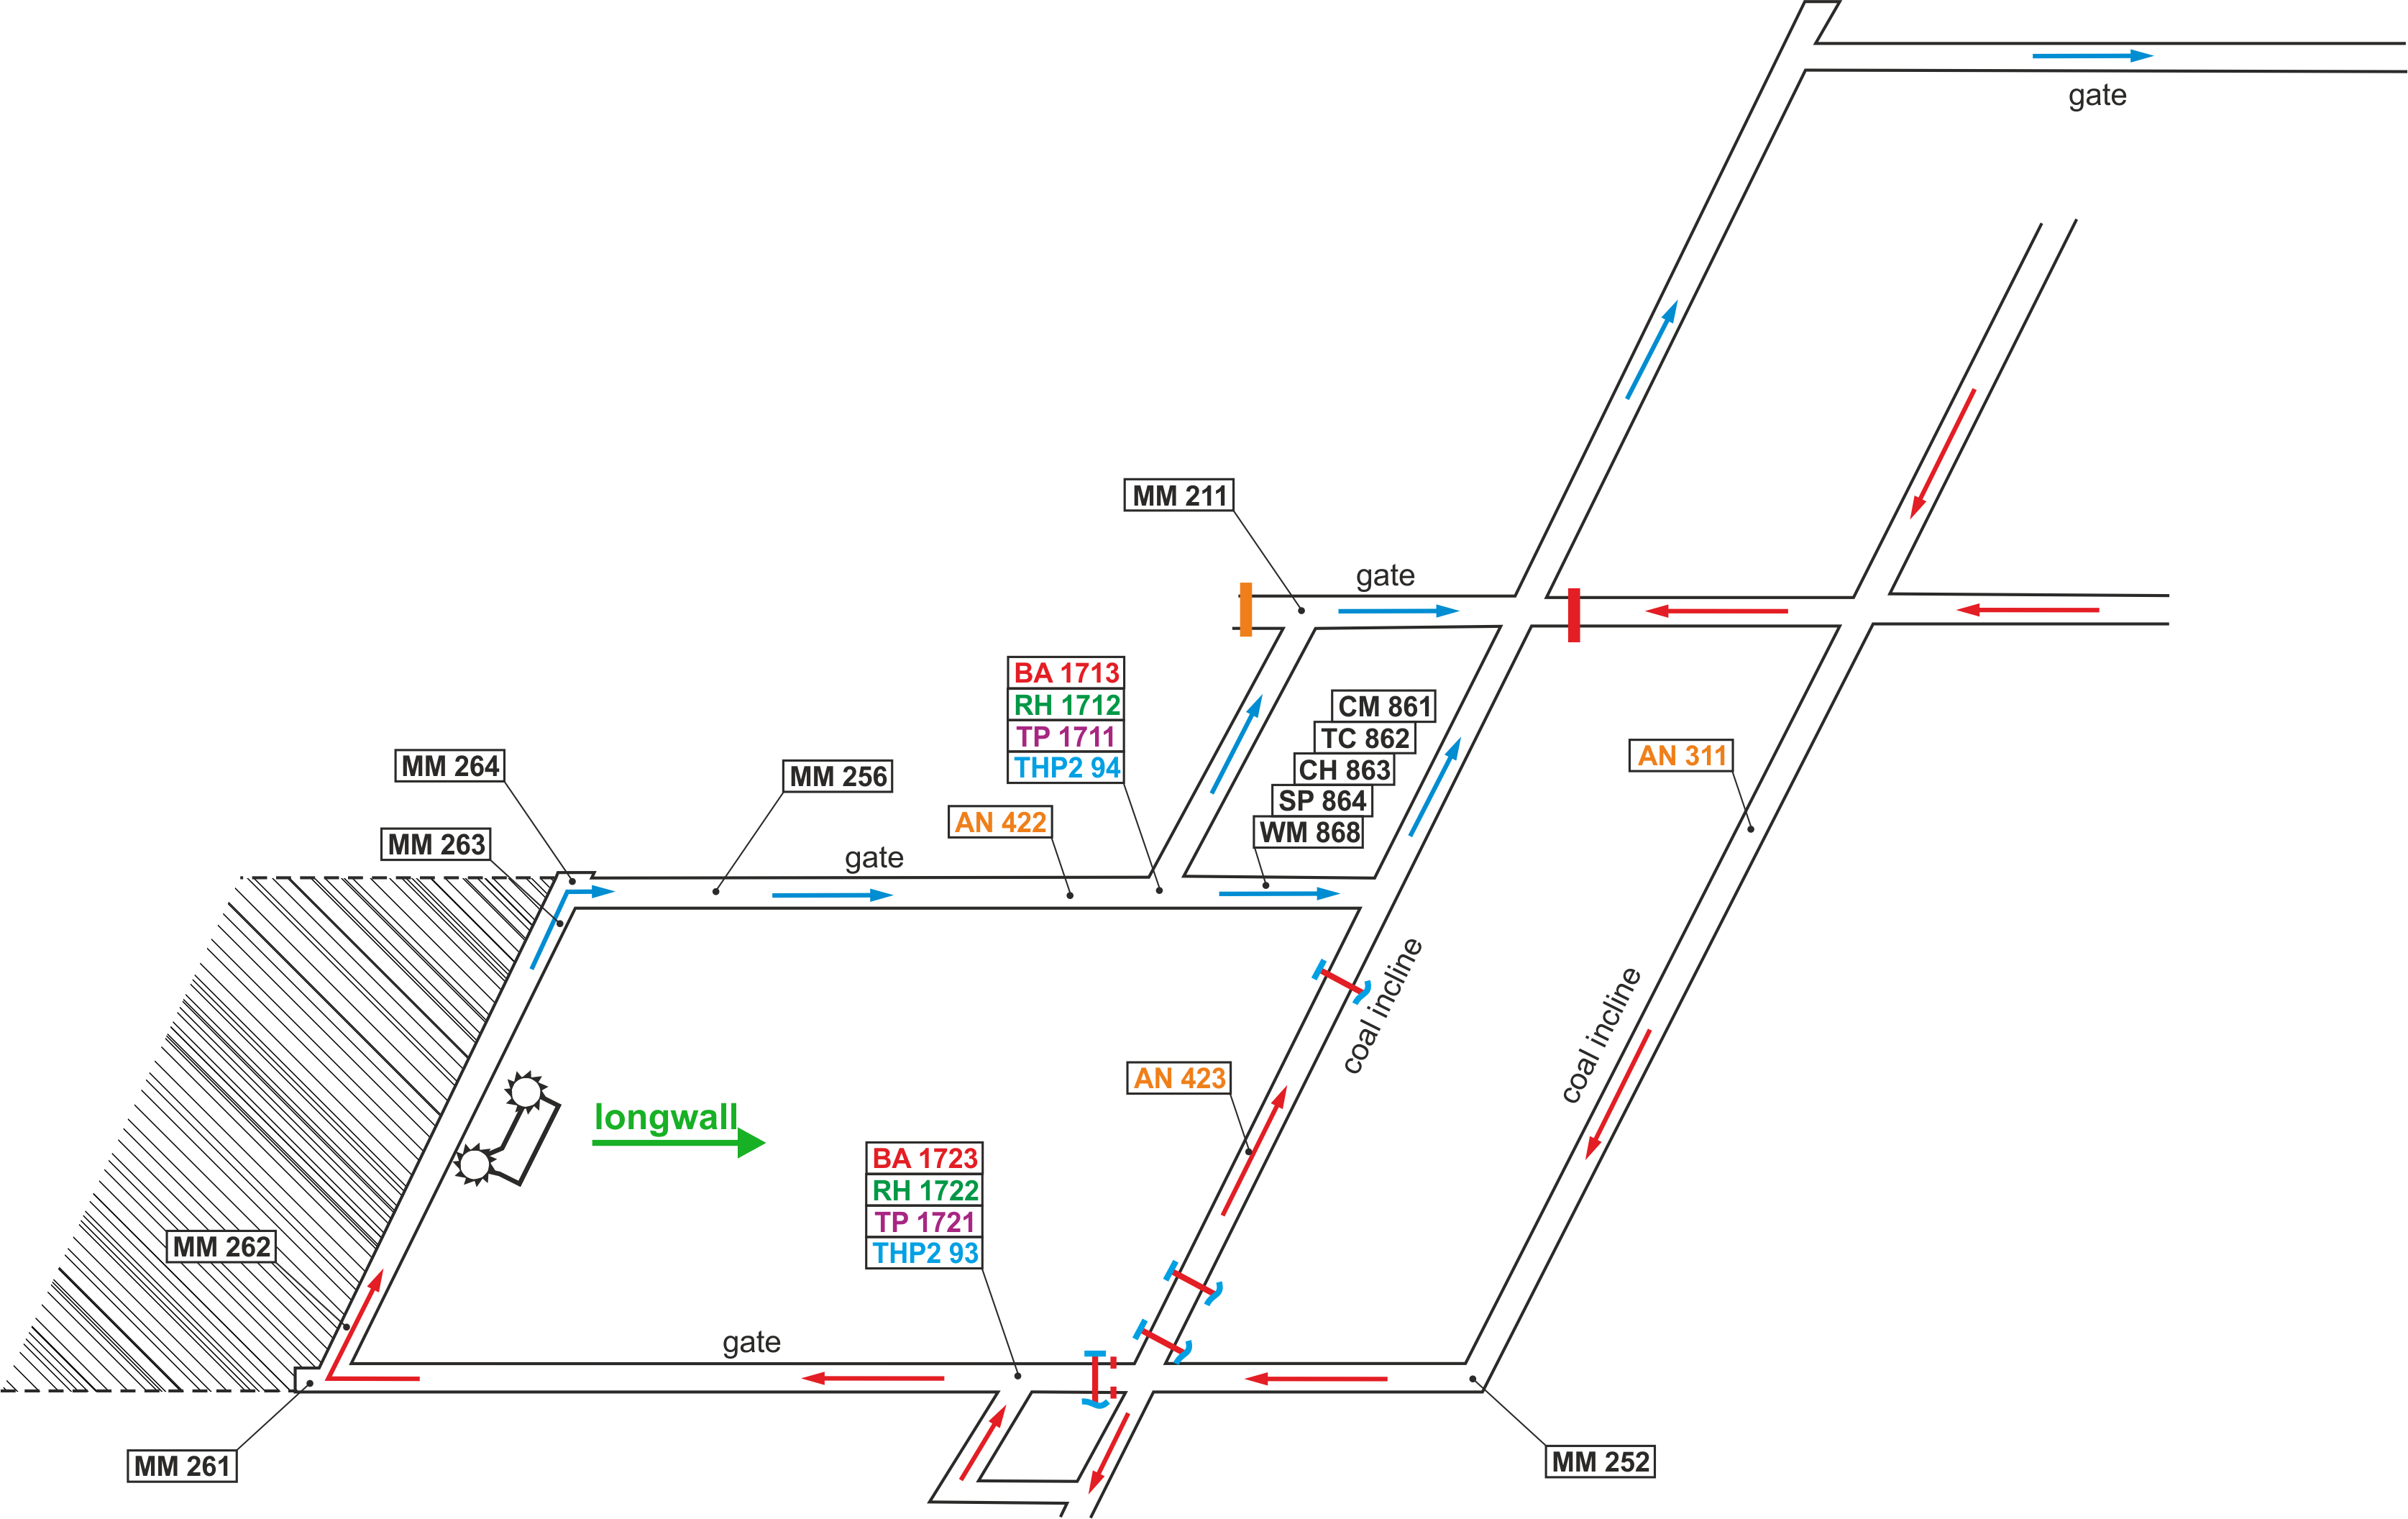 gate
MM 211
gate
BA 1713
RH 1712
TP 1711
THP2 94
CM 861
TC 862
CH 863
SP 864
WM 868
AN 311
MM 264
MM 256
AN 422
MM 263
gate
coal incline
coal incline
AN 423
longwall
BA 1723
RH 1722
TP 1721
THP2 93
MM 262
gate
MM 261
MM 252